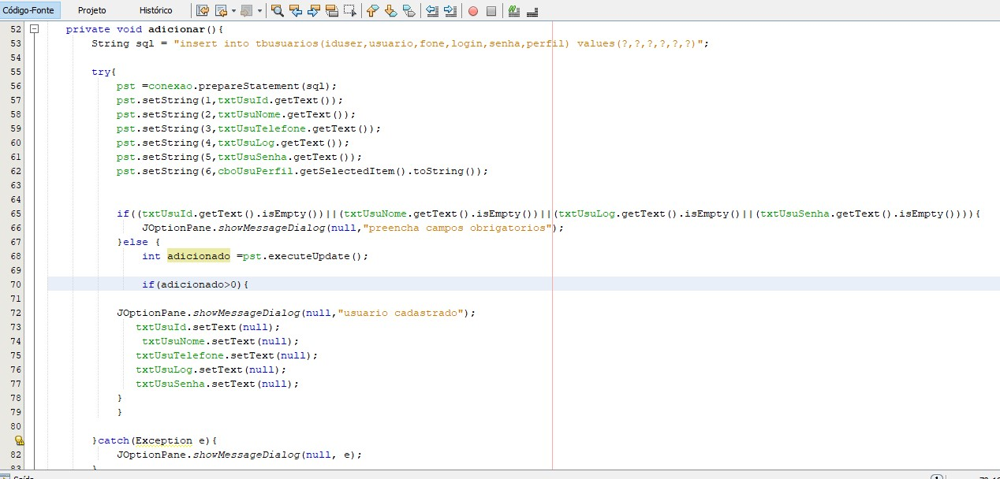 Código-Fonte Projeto Histórico
52 private void adicionar(){
53 String sql = "insert into tbusuarios(iduser,usuario,fone,login,senha,perfil) values(?,?,?,?,?,?)";
54
55 try{
56 pst =conexao.prepareStatement(sql);
57 pst.setString(1,txtUsuId.getText());
58 pst.setString(2,txtUsuNome.getText());
59 pst.setString(3,txtUsuTelefone.getText());
60 pst.setString(4,txtUsuLog.getText());
61 pst.setString(5,txtUsuSenha.getText());
62 pst.setString(6,cboUsuPerfil.getSelectedItem().toString());
63
64
65 if((txtUsuId.getText().isEmpty())||(txtUsuNome.getText().isEmpty())||(txtUsuLog.getText().isEmpty()||(txtUsuSenha.getText().isEmpty()))){
66 JOptionPane.showMessageDialog(null,"preencha campos obrigatorios");
67 }else {
68 int adicionado =pst.executeUpdate();
69
70 if(adicionado>0){
71
72 JOptionPane.showMessageDialog(null,"usuario cadastrado");
73 txtUsuId.setText(null);
74 txtUsuNome.setText(null);
75 txtUsuTelefone.setText(null);
76 txtUsuLog.setText(null);
77 txtUsuSenha.setText(null);
78 }
79 }
80
}catch(Exception e){
82 JOptionPane.showMessageDialog(null, e);
83 }